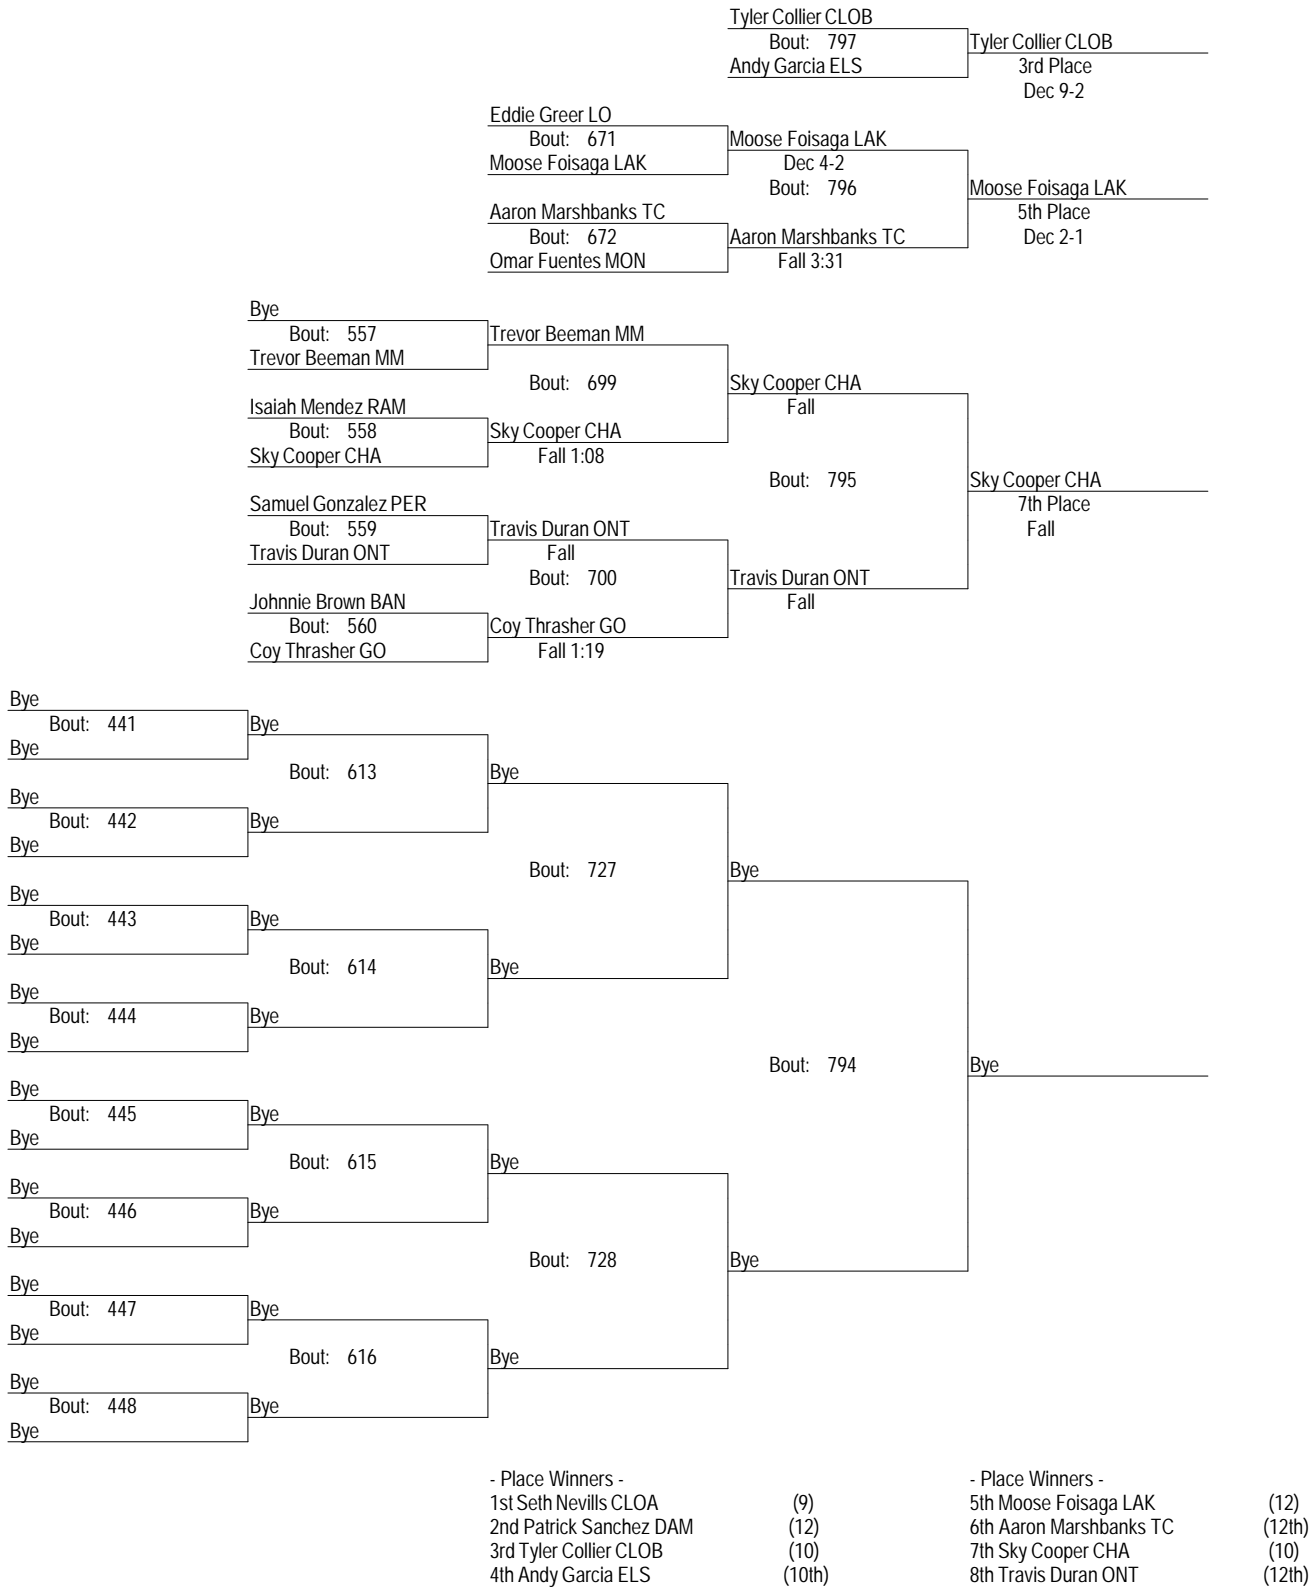 Tyler Collier CLOB
Bout: 797
Tyler Collier CLOB
Andy Garcia ELS
3rd Place
Dec 9-2
Eddie Greer LO
Bout: 671
Moose Foisaga LAK
Moose Foisaga LAK
Dec 4-2
Bout: 796
Moose Foisaga LAK
Aaron Marshbanks TC
5th Place
Bout: 672
Aaron Marshbanks TC
Dec 2-1
Omar Fuentes MON
Fall 3:31
Bye
Bout: 557
Trevor Beeman MM
Trevor Beeman MM
Bout: 699
Sky Cooper CHA
Isaiah Mendez RAM
Fall
Bout: 558
Sky Cooper CHA
Sky Cooper CHA
Fall 1:08
Bout: 795
Sky Cooper CHA
Samuel Gonzalez PER
7th Place
Bout: 559
Travis Duran ONT
Fall
Travis Duran ONT
Fall
Bout: 700
Travis Duran ONT
Johnnie Brown BAN
Fall
Bout: 560
Coy Thrasher GO
Coy Thrasher GO
Fall 1:19
Bye
Bout: 441
Bye
Bye
Bout: 613
Bye
Bye
Bout: 442
Bye
Bye
Bout: 727
Bye
Bye
Bout: 443
Bye
Bye
Bout: 614
Bye
Bye
Bout: 444
Bye
Bye
Bout: 794
Bye
Bye
Bout: 445
Bye
Bye
Bout: 615
Bye
Bye
Bout: 446
Bye
Bye
Bout: 728
Bye
Bye
Bout: 447
Bye
Bye
Bout: 616
Bye
Bye
Bout: 448
Bye
Bye
- Place Winners -
1st Seth Nevills CLOA (9)
2nd Patrick Sanchez DAM (12)
3rd Tyler Collier CLOB (10)
4th Andy Garcia ELS (10th)
- Place Winners -
5th Moose Foisaga LAK (12)
6th Aaron Marshbanks TC (12th)
7th Sky Cooper CHA (10)
8th Travis Duran ONT (12th)